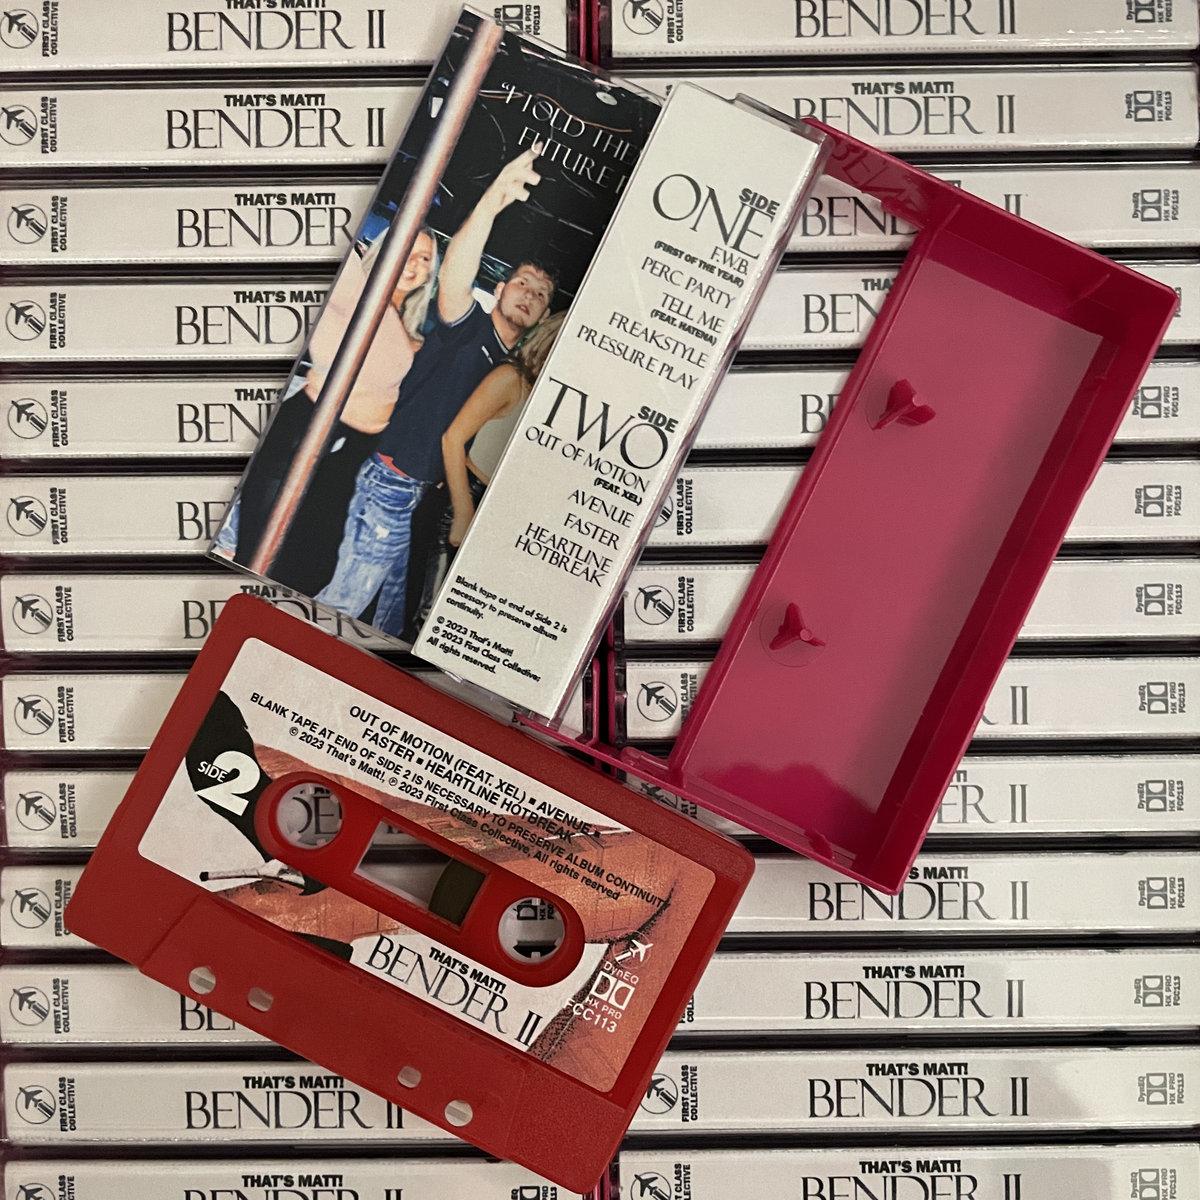 "HOLD THE
FUTURE
SIDE
ONE
F.W.B.
(FIRST OF THE YEAR)
PERC PARTY
TELL ME
(FEAT. HATENA)
FREAKSTYLE
PRESSURE PLAY
SIDE
TWO
OUT OF MOTION
(FEAT. XEL)
AVENUE
FASTER
HEARTLINE
HOTBREAK
Blank tape at end of Side 2 is
necessary to preserve album
continuity.
© 2023 That's Matt!
℗ 2023 First Class Collective;
All rights reserved.
OUT OF MOTION (FEAT. XEL) ▪ AVENUE ▪
FASTER ▪ HEARTLINE HOTBREAK
BLANK TAPE AT END OF SIDE 2 IS NECESSARY TO PRESERVE ALBUM CONTINUIT
© 2023 That's Matt!, ℗ 2023 First Class Collective, All rights reserved
SIDE 2
THAT'S MATT!
BENDER II
DynEQ
HX PRO
FCC113
FIRST CLASS
COLLECTIVE
THAT'S MATT!
BENDER II
DynEQ
HX PRO
FCC113